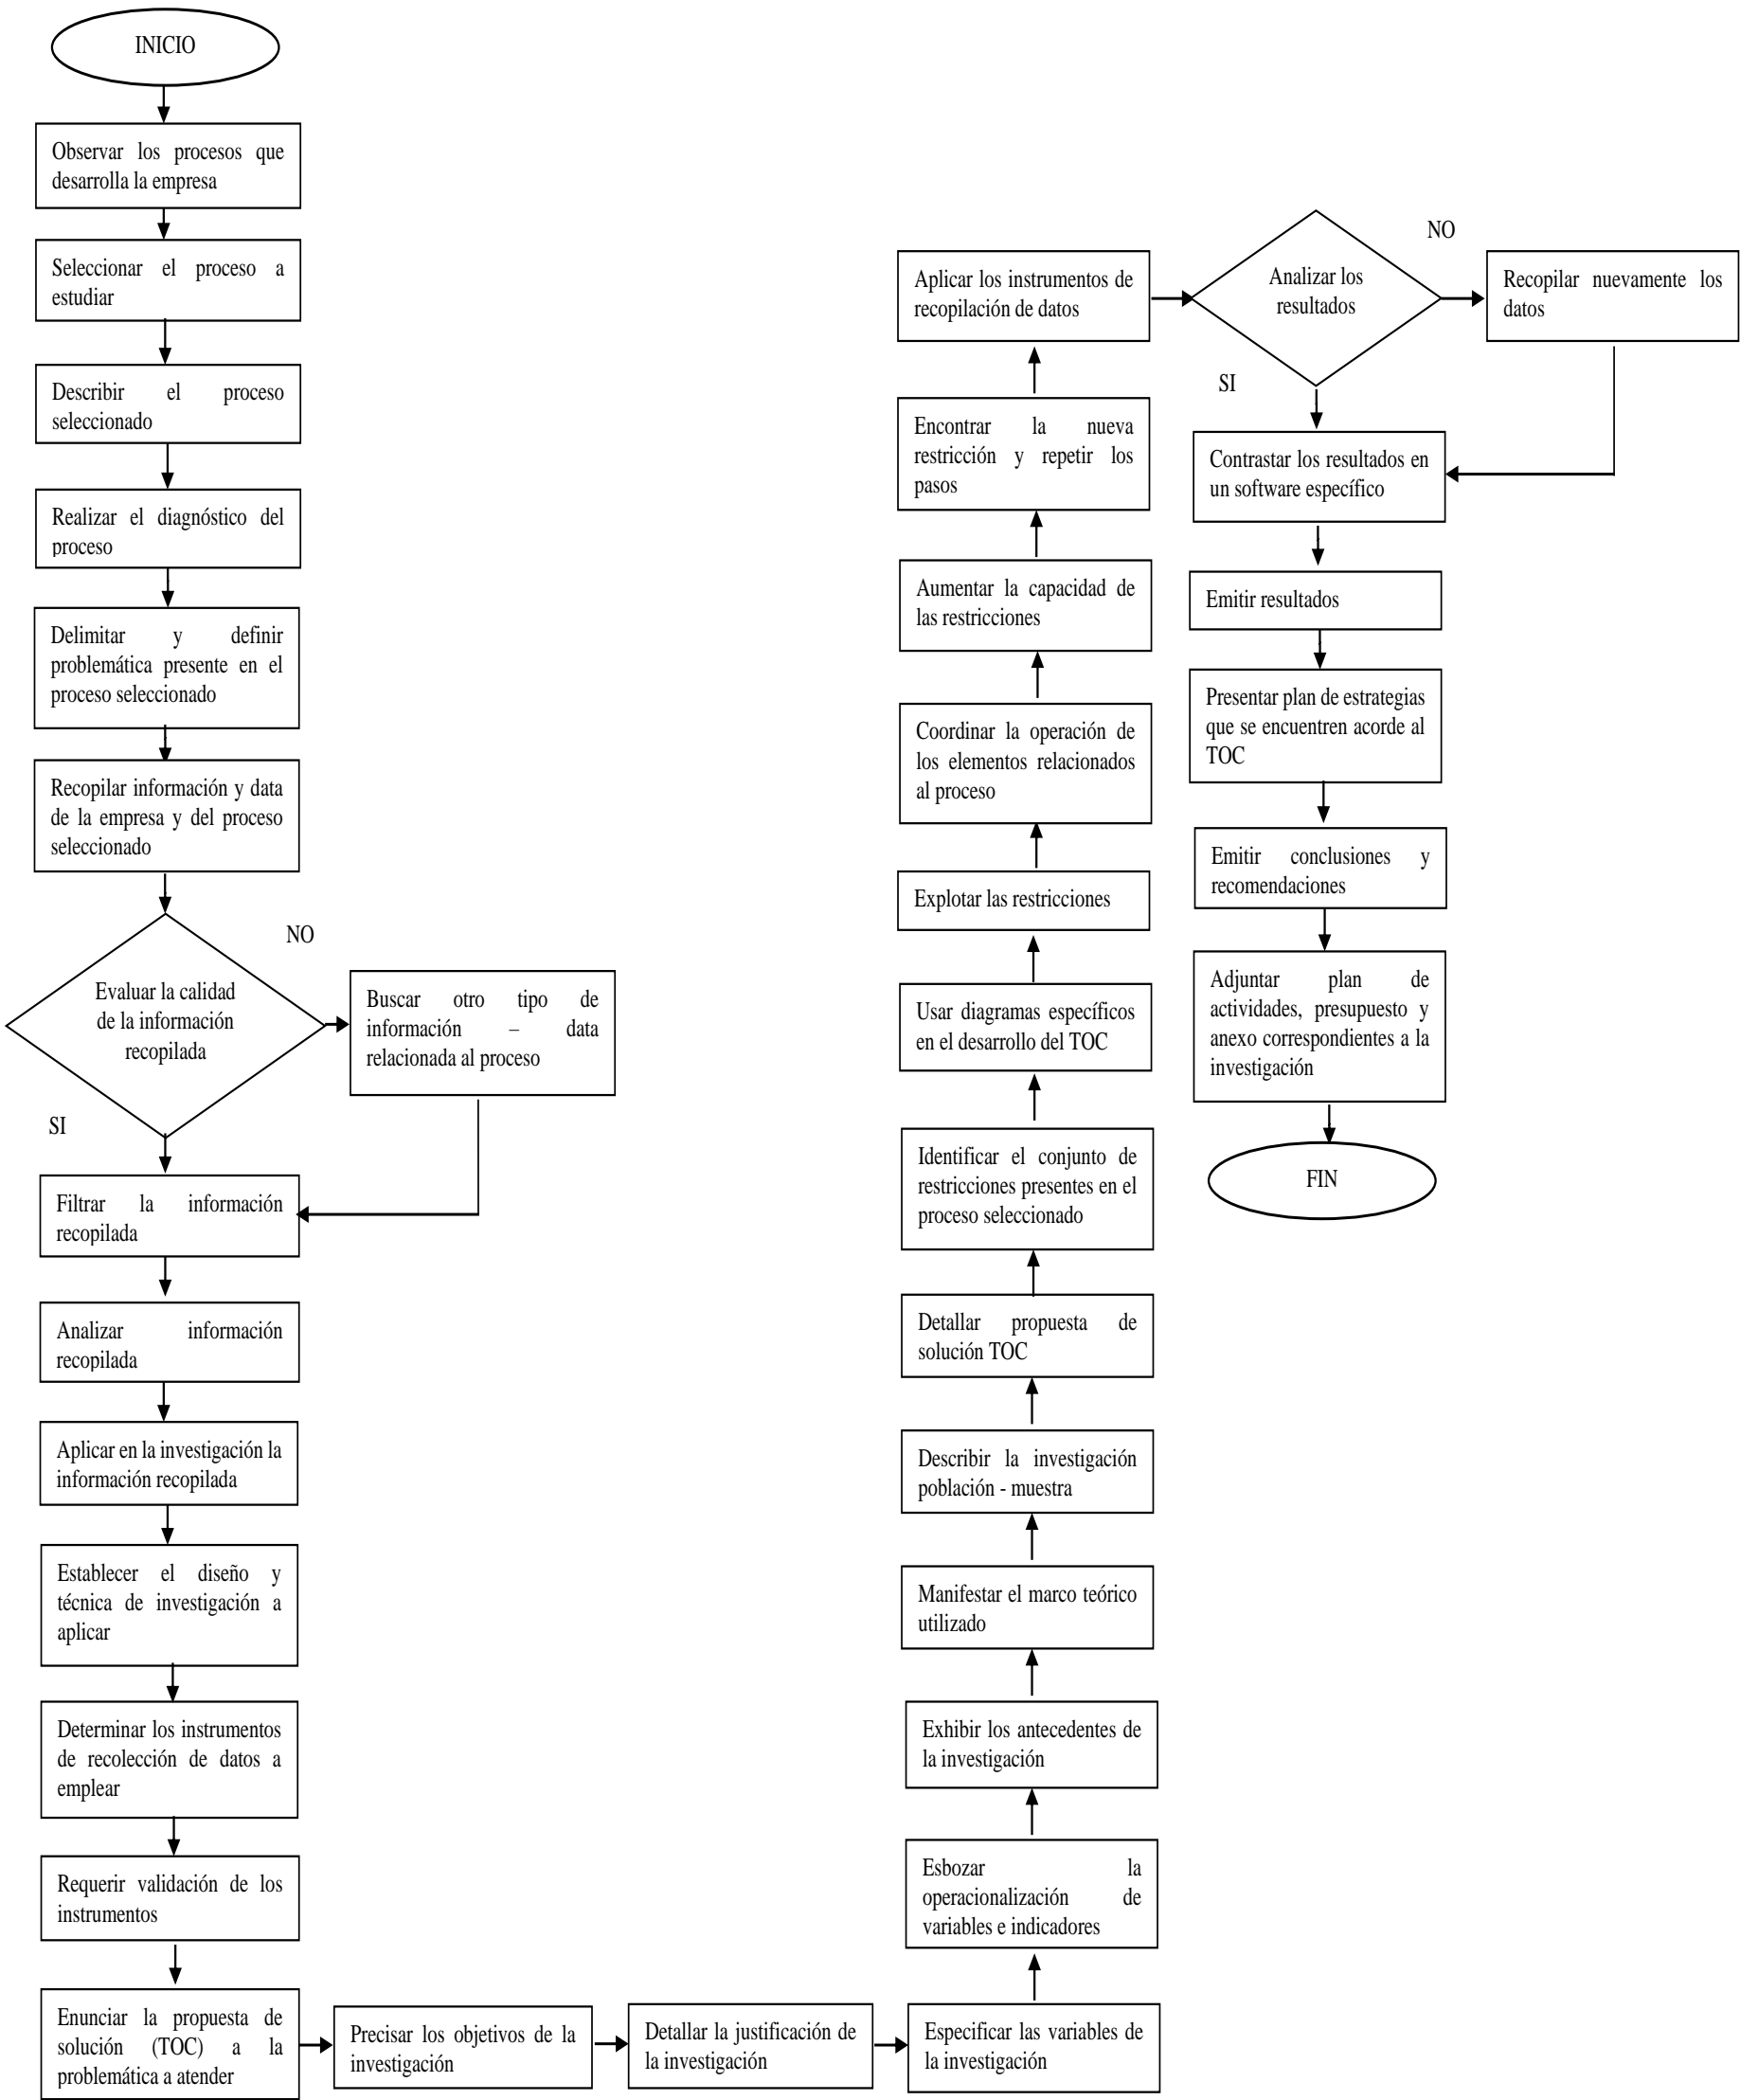 INICIO
Observar los procesos que
desarrolla la empresa
Seleccionar el proceso a
estudiar
Describir el proceso
seleccionado
Realizar el diagnóstico del
proceso
Delimitar y definir
problemática presente en el
proceso seleccionado
Recopilar información y data
de la empresa y del proceso
seleccionado
Evaluar la calidad
de la información
recopilada
NO
Buscar otro tipo de
información – data
relacionada al proceso
SI
Filtrar la información
recopilada
Analizar información
recopilada
Aplicar en la investigación la
información recopilada
Establecer el diseño y
técnica de investigación a
aplicar
Determinar los instrumentos
de recolección de datos a
emplear
Requerir validación de los
instrumentos
Enunciar la propuesta de
solución (TOC) a la
problemática a atender
Precisar los objetivos de la
investigación
Detallar la justificación de
la investigación
Especificar las variables de
la investigación
Esbozar la
operacionalización de
variables e indicadores
Exhibir los antecedentes de
la investigación
Manifestar el marco teórico
utilizado
Describir la investigación
población - muestra
Detallar propuesta de
solución TOC
Identificar el conjunto de
restricciones presentes en el
proceso seleccionado
Usar diagramas específicos
en el desarrollo del TOC
Explotar las restricciones
Coordinar la operación de
los elementos relacionados
al proceso
Aumentar la capacidad de
las restricciones
Encontrar la nueva
restricción y repetir los
pasos
Aplicar los instrumentos de
recopilación de datos
Analizar los
resultados
NO
Recopilar nuevamente los
datos
SI
Contrastar los resultados en
un software específico
Emitir resultados
Presentar plan de estrategias
que se encuentren acorde al
TOC
Emitir conclusiones y
recomendaciones
Adjuntar plan de
actividades, presupuesto y
anexo correspondientes a la
investigación
FIN